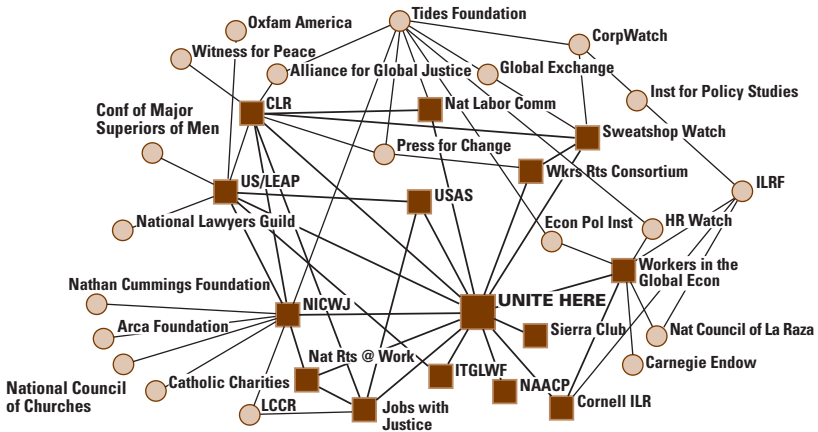 Tides Foundation
Oxfam America
CorpWatch
Witness for Peace
Alliance for Global Justice
Global Exchange
Inst for Policy Studies
CLR
Nat Labor Comm
Conf of Major
Superiors of Men
Sweatshop Watch
Press for Change
Wkrs Rts Consortium
US/LEAP
ILRF
USAS
National Lawyers Guild
Econ Pol Inst
HR Watch
Workers in the
Global Econ
Nathan Cummings Foundation
NICWJ
UNITE HERE
Arca Foundation
Sierra Club
Nat Council of La Raza
Nat Rts @ Work
Carnegie Endow
ITGLWF
National Council
of Churches
Catholic Charities
NAACP
LCCR
Jobs with
Justice
Cornell ILR